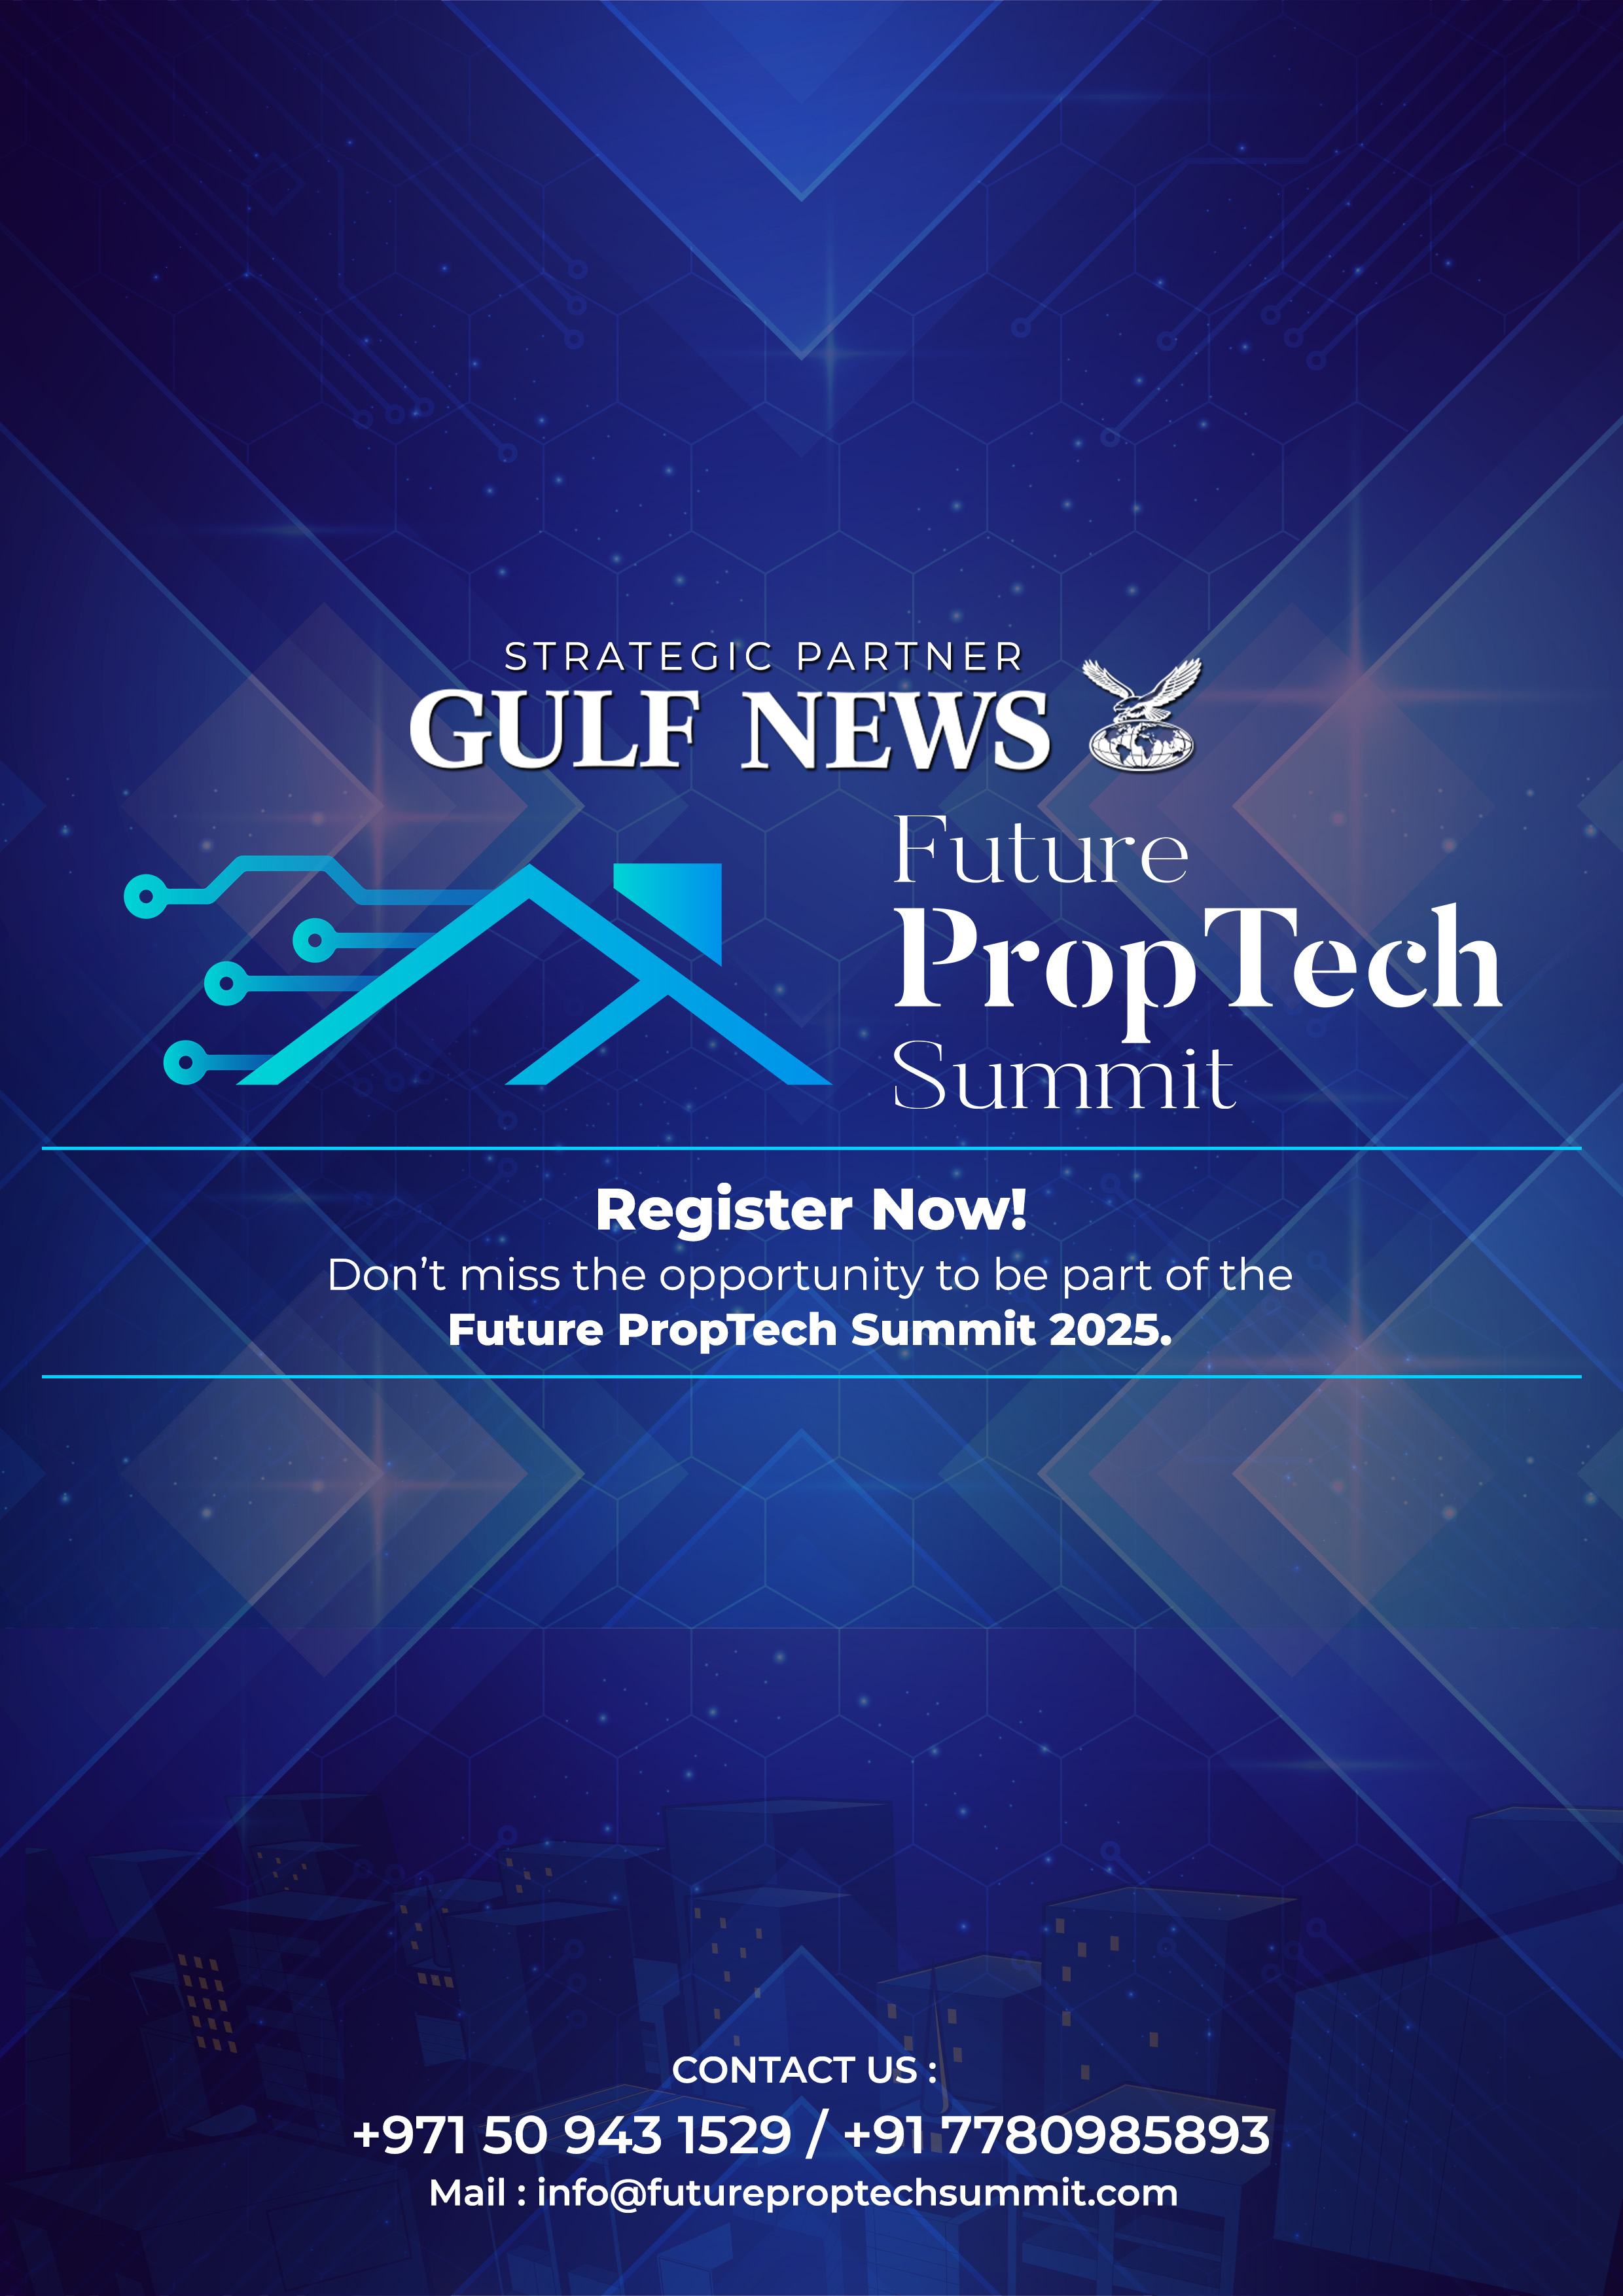 STRATEGIC PARTNER
GULF NEWS
Future
PropTech
Summit
Register Now!
Don’t miss the opportunity to be part of the
Future PropTech Summit 2025.
CONTACT US :
+971 50 943 1529 / +91 7780985893
Mail : info@futureproptechsummit.com